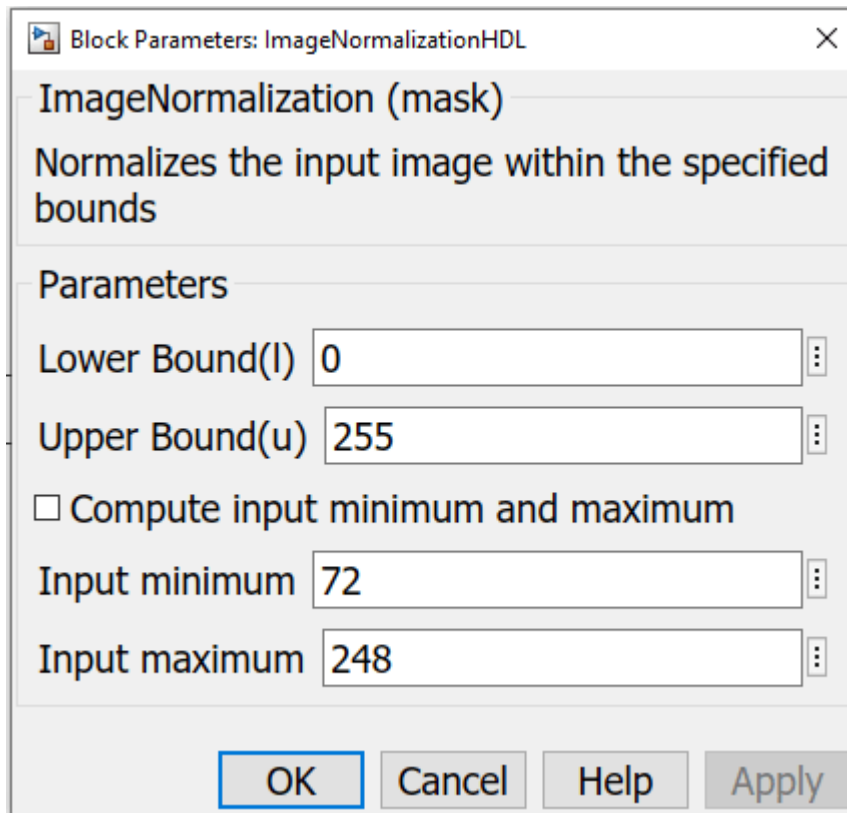 Block Parameters: ImageNormalizationHDL
ImageNormalization (mask)
Normalizes the input image within the specified
bounds
Parameters
Lower Bound(l) 0
Upper Bound(u) 255
Compute input minimum and maximum
Input minimum 72
Input maximum 248
OK Cancel Help Apply